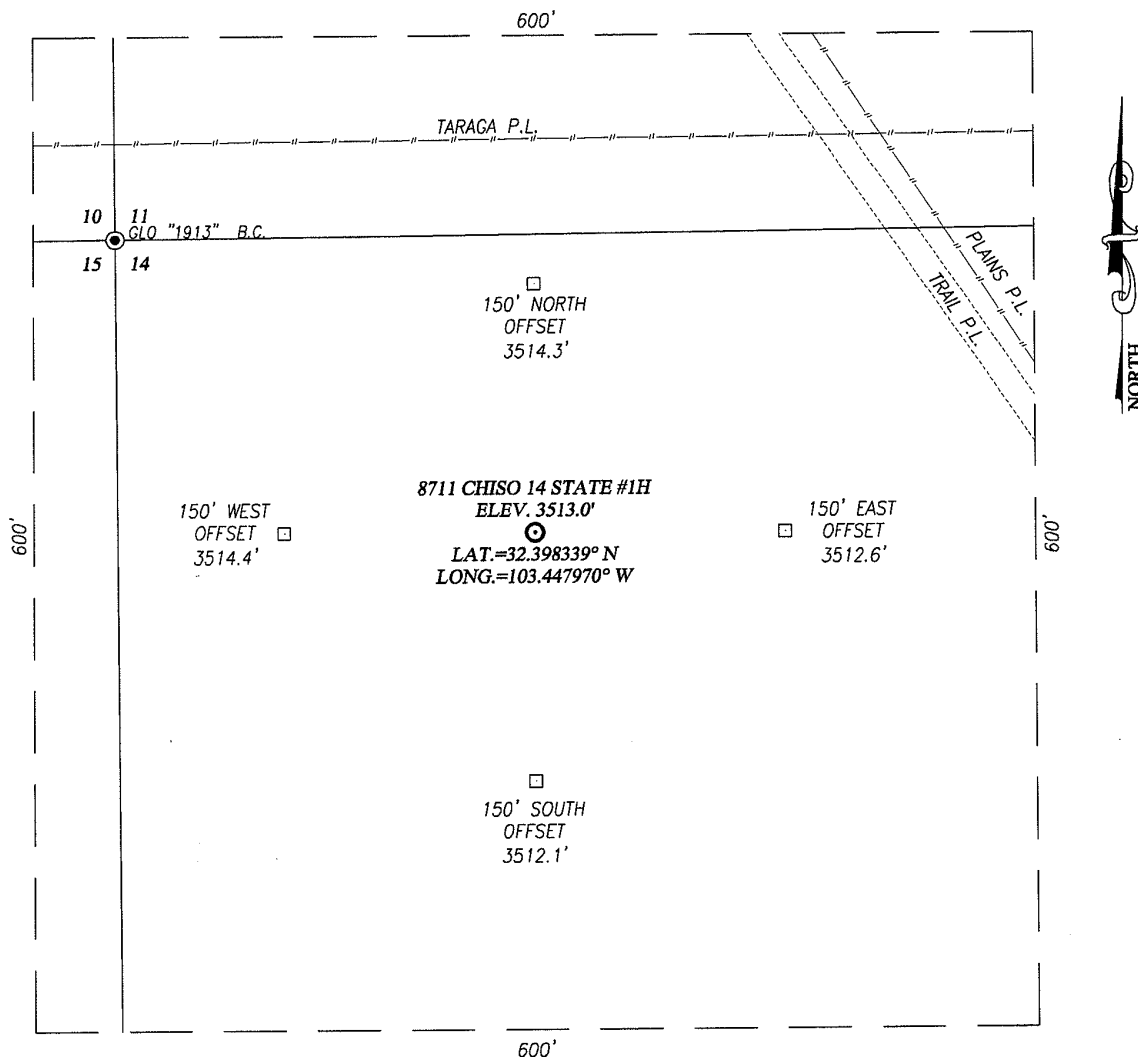 600'
TARAGA P.L.
10 11
GLO "1913" B.C.
15 14
PLAINS P.L.
TRAIL P.L.
NORTH
150' NORTH
OFFSET
3514.3'
600'
150' WEST
OFFSET
3514.4'
8711 CHISO 14 STATE #1H
ELEV. 3513.0'
LAT.=32.398339° N
LONG.=103.447970° W
150' EAST
OFFSET
3512.6'
600'
150' SOUTH
OFFSET
3512.1'
600'